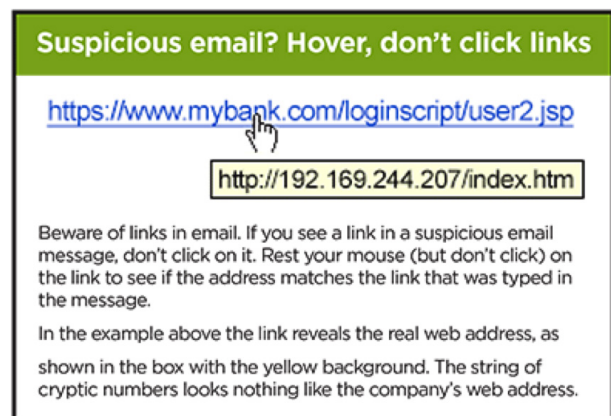 Suspicious email? Hover, don't click links
https://www.mybank.com/loginscript/user2.jsp
http://192.169.244.207/index.htm
Beware of links in email. If you see a link in a suspicious email
message, don't click on it. Rest your mouse (but don't click) on
the link to see if the address matches the link that was typed in
the message.
In the example above the link reveals the real web address, as
shown in the box with the yellow background. The string of
cryptic numbers looks nothing like the company's web address.